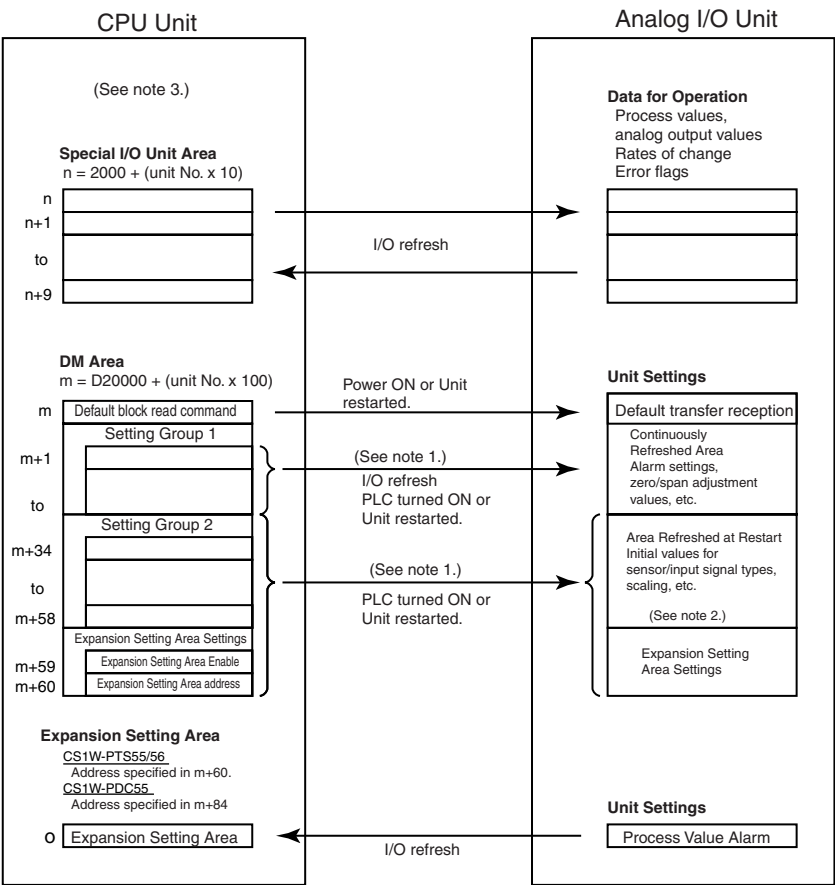 CPU Unit
Analog I/O Unit
(See note 3.)
Special I/O Unit Area
n = 2000 + (unit No. x 10)
n
n+1
to
n+9
I/O refresh
Data for Operation
Process values,
analog output values
Rates of change
Error flags
DM Area
m = D20000 + (unit No. x 100)
m
Default block read command
Setting Group 1
m+1
to
Setting Group 2
m+34
to
m+58
Expansion Setting Area Settings
m+59
Expansion Setting Area Enable
m+60
Expansion Setting Area address
Power ON or Unit
restarted.
(See note 1.)
I/O refresh
PLC turned ON or
Unit restarted.
(See note 1.)
PLC turned ON or
Unit restarted.
Unit Settings
Default transfer reception
Continuously
Refreshed Area
Alarm settings,
zero/span adjustment
values, etc.
Area Refreshed at Restart
Initial values for
sensor/input signal types,
scaling, etc.
(See note 2.)
Expansion Setting
Area Settings
Expansion Setting Area
CS1W-PTS55/56
Address specified in m+60.
CS1W-PDC55
Address specified in m+84
o
Expansion Setting Area
I/O refresh
Unit Settings
Process Value Alarm